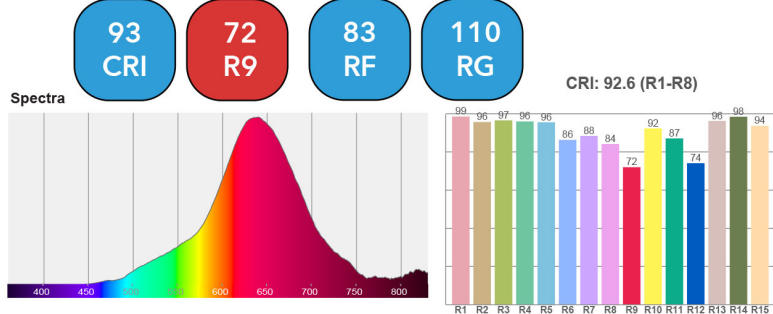 93 CRI
72 R9
83 RF
110 RG
Spectra
CRI: 92.6 (R1-R8)
99 96 97 96 96 86 88 84 72 92 87 74 96 98 94
400 450 500 550 600 650 700 750 800
R1 R2 R3 R4 R5 R6 R7 R8 R9 R10 R11 R12 R13 R14 R15